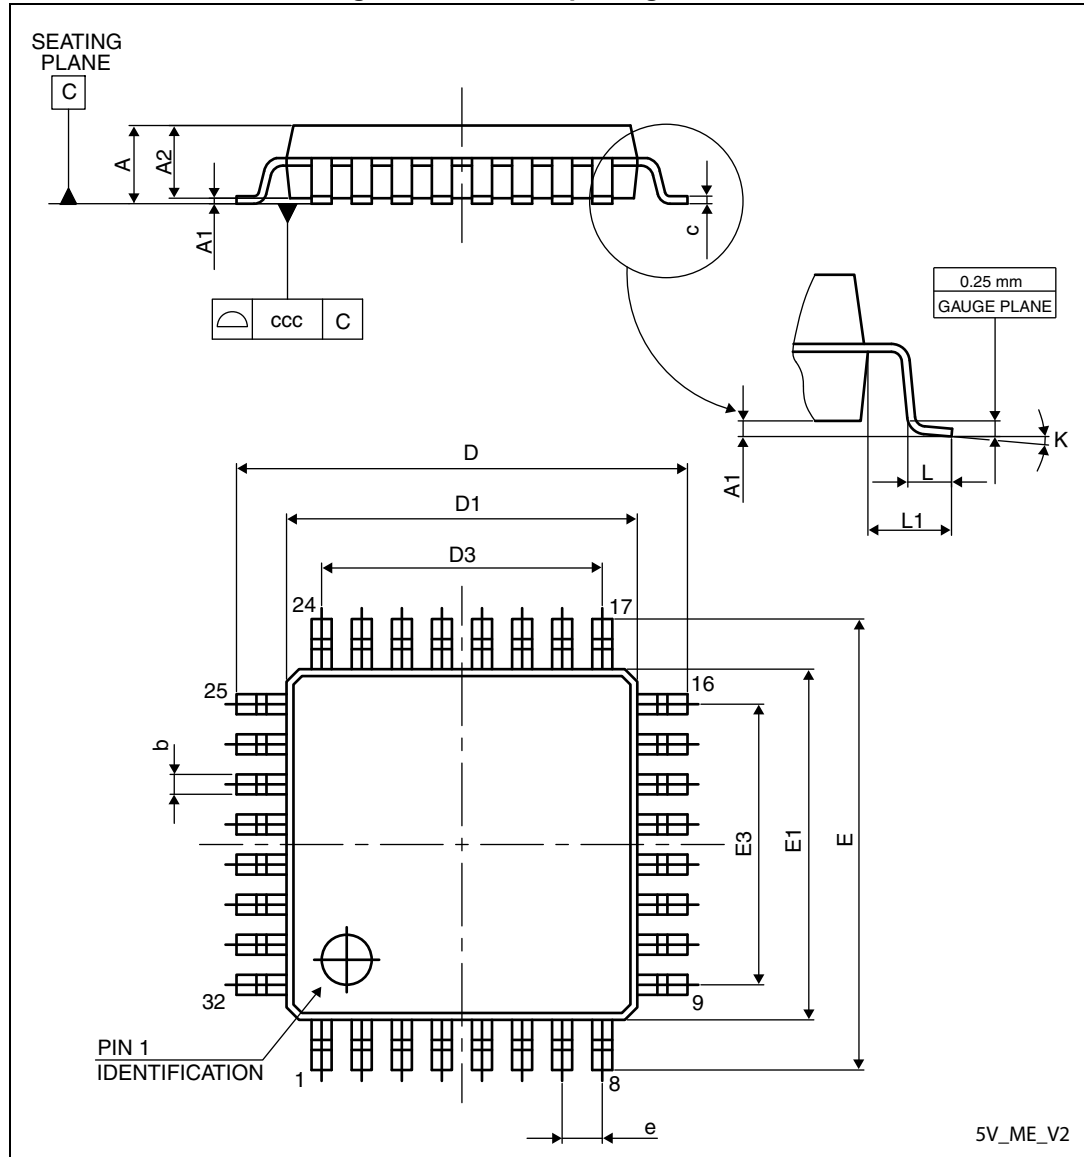 SEATING
PLANE
C
A
A2
A1
c
ccc
C
0.25 mm
GAUGE PLANE
A1
K
L
L1
D
D1
D3
24
17
25
16
b
E3
E1
E
32
9
PIN 1
IDENTIFICATION
1
8
e
5V_ME_V2